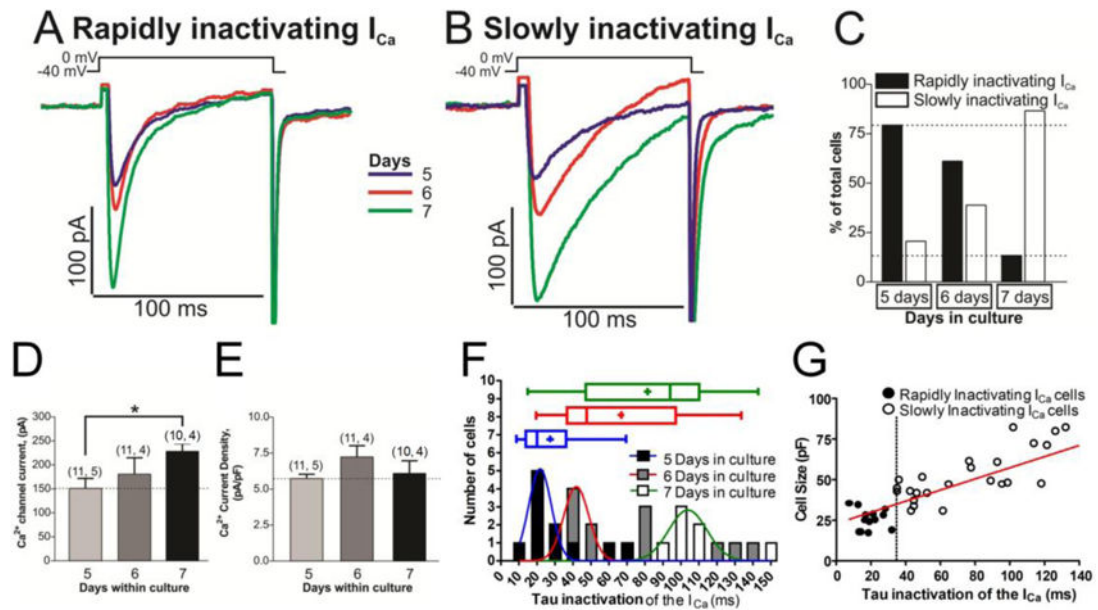 A Rapidly inactivating ICa
0 mV
-40 mV
Days
5
6
7
100 pA
100 ms
B Slowly inactivating ICa
0 mV
-40 mV
100 pA
100 ms
C
Rapidly inactivating ICa
Slowly inactivating ICa
100
75
50
25
0
% of total cells
5 days 6 days 7 days
Days in culture
D
Ca2+ channel current, (pA)
300
250
200
150
100
50
0
*
(11, 5)
(11, 4)
(10, 4)
5 6 7
Days within culture
E
Ca2+ Current Density, (pA/pF)
10.0
7.5
5.0
2.5
0.0
(11, 5)
(11, 4)
(10, 4)
5 6 7
Days within culture
F
Number of cells
10
9
8
7
6
5
4
3
2
1
0
5 Days in culture
6 Days in culture
7 Days in culture
0 10 20 30 40 50 60 70 80 90 100 110 120 130 140 150
Tau inactivation of the ICa (ms)
G
Rapidly Inactivating ICa cells
Slowly Inactivating ICa cells
Cell Size (pF)
100
75
50
25
0
0 20 40 60 80 100 120 140
Tau inactivation of the ICa (ms)